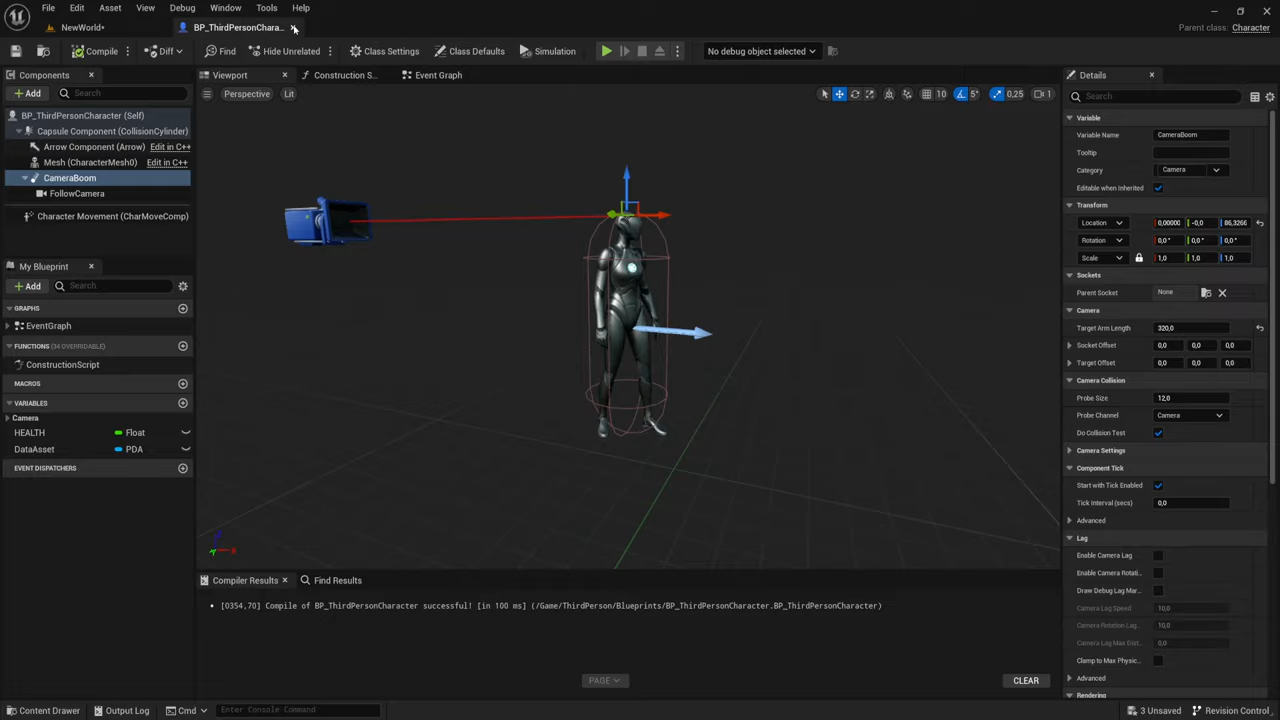 File Edit Asset View Debug Window Tools Help
NewWorld* BP_ThirdPersonChara...
Parent class: Character
Compile Diff Find Hide Unrelated Class Settings Class Defaults Simulation No debug object selected
Components
Add Search
BP_ThirdPersonCharacter (Self)
Capsule Component (CollisionCylinder)
Arrow Component (Arrow) Edit in C++
Mesh (CharacterMesh0) Edit in C++
CameraBoom
FollowCamera
Character Movement (CharMoveComp)
My Blueprint
Add Search
GRAPHS
EventGraph
FUNCTIONS (34 OVERRIDABLE)
ConstructionScript
MACROS
VARIABLES
Camera
HEALTH Float
DataAsset PDA
EVENT DISPATCHERS
Viewport Construction S... Event Graph
Perspective Lit 10 5° 0,25 1
Compiler Results Find Results
[0354,70] Compile of BP_ThirdPersonCharacter successful! [in 100 ms] (/Game/ThirdPerson/Blueprints/BP_ThirdPersonCharacter.BP_ThirdPersonCharacter)
PAGE CLEAR
Details
Search
Variable
Variable Name CameraBoom
Tooltip
Category Camera
Editable when Inherited
Transform
Location 0,00000 -0,0 86,3266
Rotation 0,0° 0,0° 0,0°
Scale 1,0 1,0 1,0
Sockets
Parent Socket None
Camera
Target Arm Length 320,0
Socket Offset 0,0 0,0 0,0
Target Offset 0,0 0,0 0,0
Camera Collision
Probe Size 12,0
Probe Channel Camera
Do Collision Test
Camera Settings
Component Tick
Start with Tick Enabled
Tick Interval (secs) 0,0
Advanced
Lag
Enable Camera Lag
Enable Camera Rotati...
Draw Debug Lag Mar...
Camera Lag Speed 10,0
Camera Rotation Lag... 10,0
Camera Lag Max Dist... 0,0
Clamp to Max Physic...
Advanced
Rendering
Content Drawer Output Log Cmd Enter Console Command 3 Unsaved Revision Control